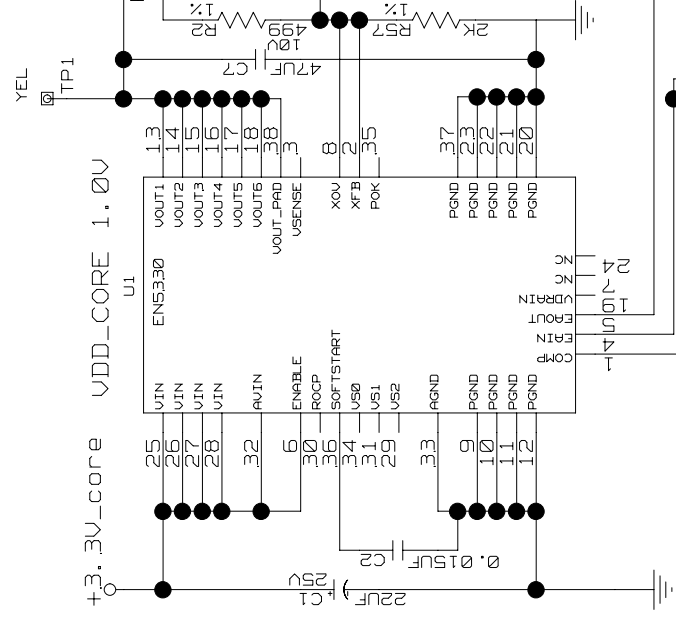 1%
R2
499
1%
R57
2K
10V
C7
47UF
YEL
TP1
13
14
15
16
17
18
38
3
8
2
35
37
23
22
21
20
VOUT1
VOUT2
VOUT3
VOUT4
VOUT5
VOUT6
VOUT_PAD
VSENSE
XOV
XFB
POK
PGND
PGND
PGND
PGND
PGND
VDD_CORE 1.0V
U1
EN5330
NC
24
NC
7
VDRAIN
19
EAOUT
5
EAIN
4
COMP
1
VIN
VIN
VIN
VIN
AVIN
ENABLE
ROCP
SOFTSTART
VS0
VS1
VS2
AGND
PGND
PGND
PGND
PGND
25
26
27
28
32
6
30
36
34
31
29
33
9
10
11
12
+3.3V_core
C2
0.015UF
25V
C1
22UF